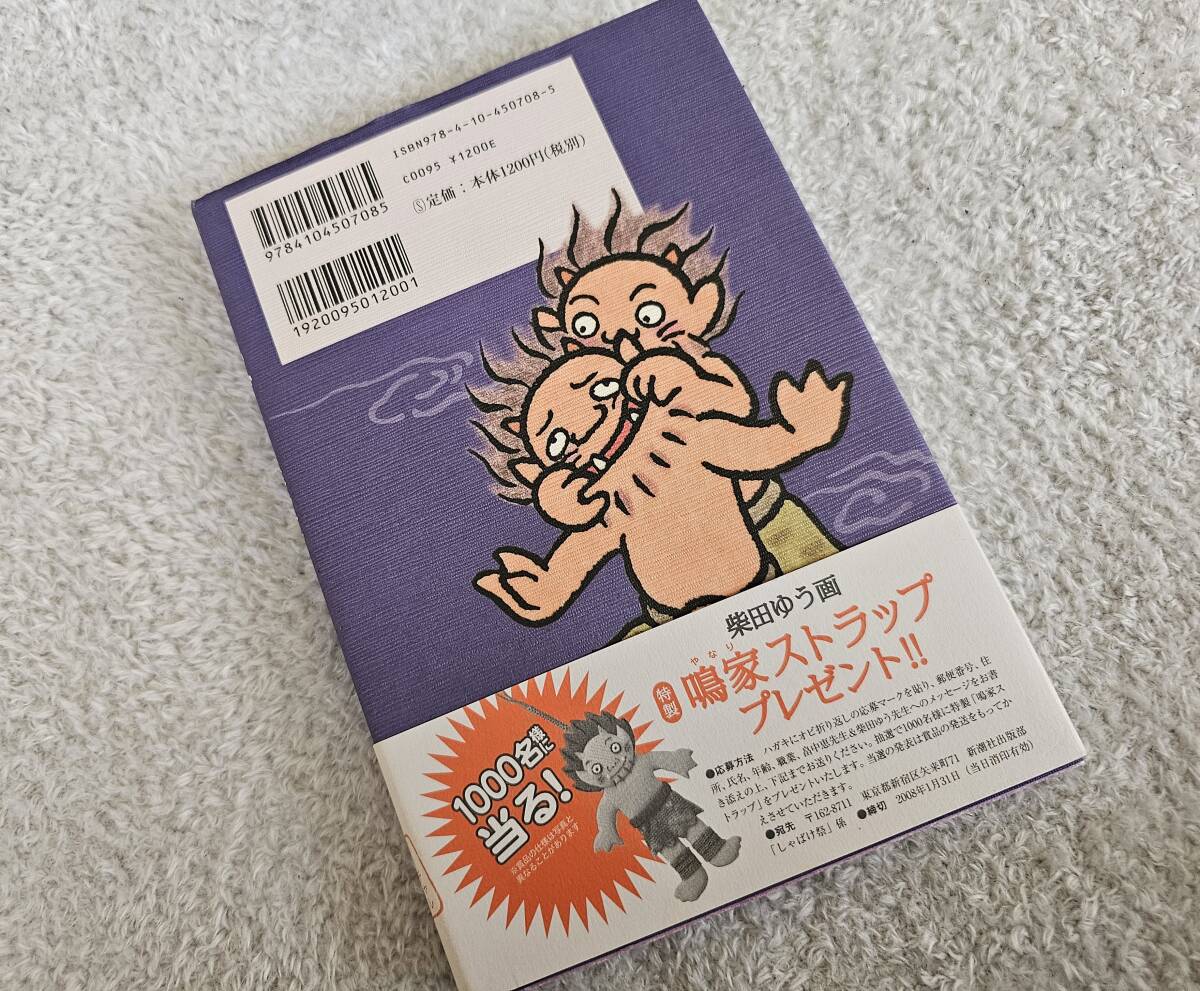 ISBN978-4-10-450708-5
C0095 ¥1200E
Ⓢ定価：本体1200円(税別)
9784104507085
1920095012001
柴田ゆう画
特製
やなり
鳴家ストラップ
プレゼント!!
1000名様に
当る!
※賞品の仕様は写真と
異なることがあります
●応募方法 ハガキにオビ折り返しの応募マークを貼り、郵便番号、住
所、氏名、年齢、職業、畠中恵先生&柴田ゆう先生へのメッセージをお書
き添えの上、下記までお送りください。抽選で1000名様に特製「鳴家ス
トラップ」をプレゼントいたします。当選の発表は賞品の発送をもってか
えさせていただきます。
●宛先 〒162-8711 東京都新宿区矢来町71 新潮社出版部
「しゃばけ祭」係 ●締切 2008年1月31日(当日消印有効)